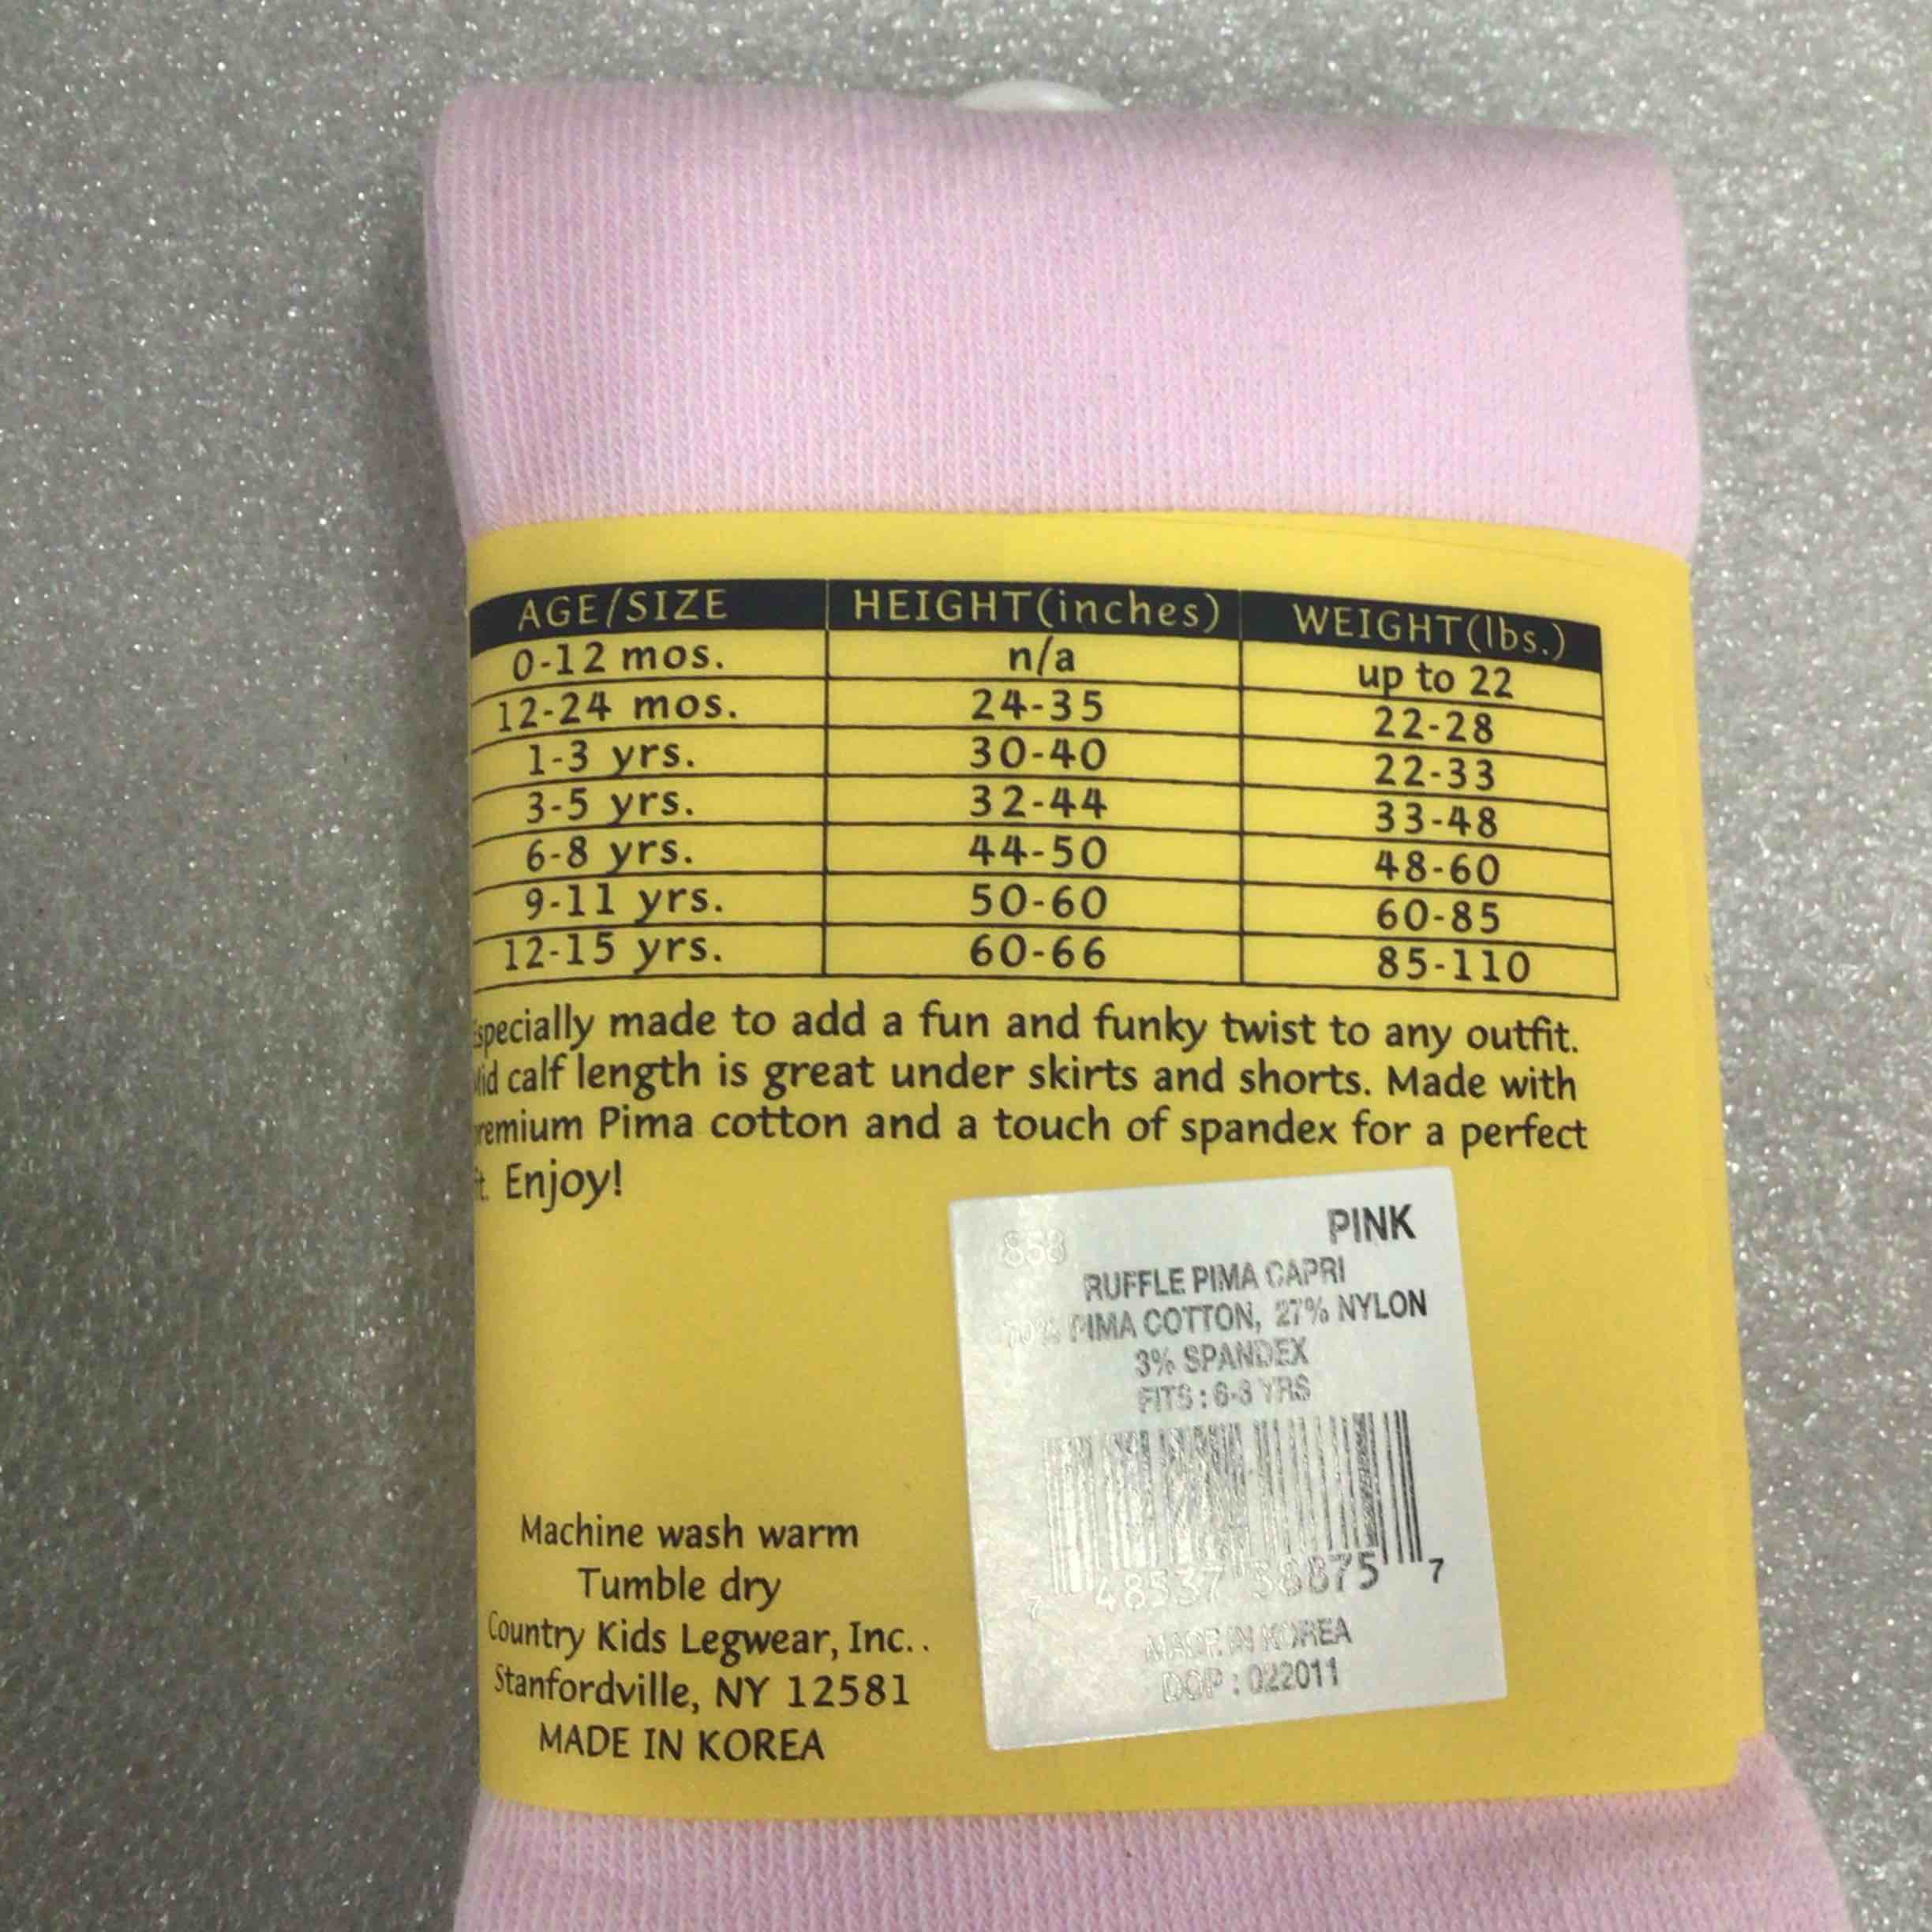 AGE/SIZE HEIGHT(inches) WEIGHT(lbs.)
0-12 mos. n/a up to 22
12-24 mos. 24-35 22-28
1-3 yrs. 30-40 22-33
3-5 yrs. 32-44 33-48
6-8 yrs. 44-50 48-60
9-11 yrs. 50-60 60-85
12-15 yrs. 60-66 85-110
specially made to add a fun and funky twist to any outfit.
id calf length is great under skirts and shorts. Made with
remium Pima cotton and a touch of spandex for a perfect
t. Enjoy!
PINK
RUFFLE PIMA CAPRI
70% PIMA COTTON, 27% NYLON
3% SPANDEX
FITS : 6-8 YRS
7 48537 38875 7
MADE IN KOREA
DOP : 022011
Machine wash warm
Tumble dry
Country Kids Legwear, Inc..
Stanfordville, NY 12581
MADE IN KOREA